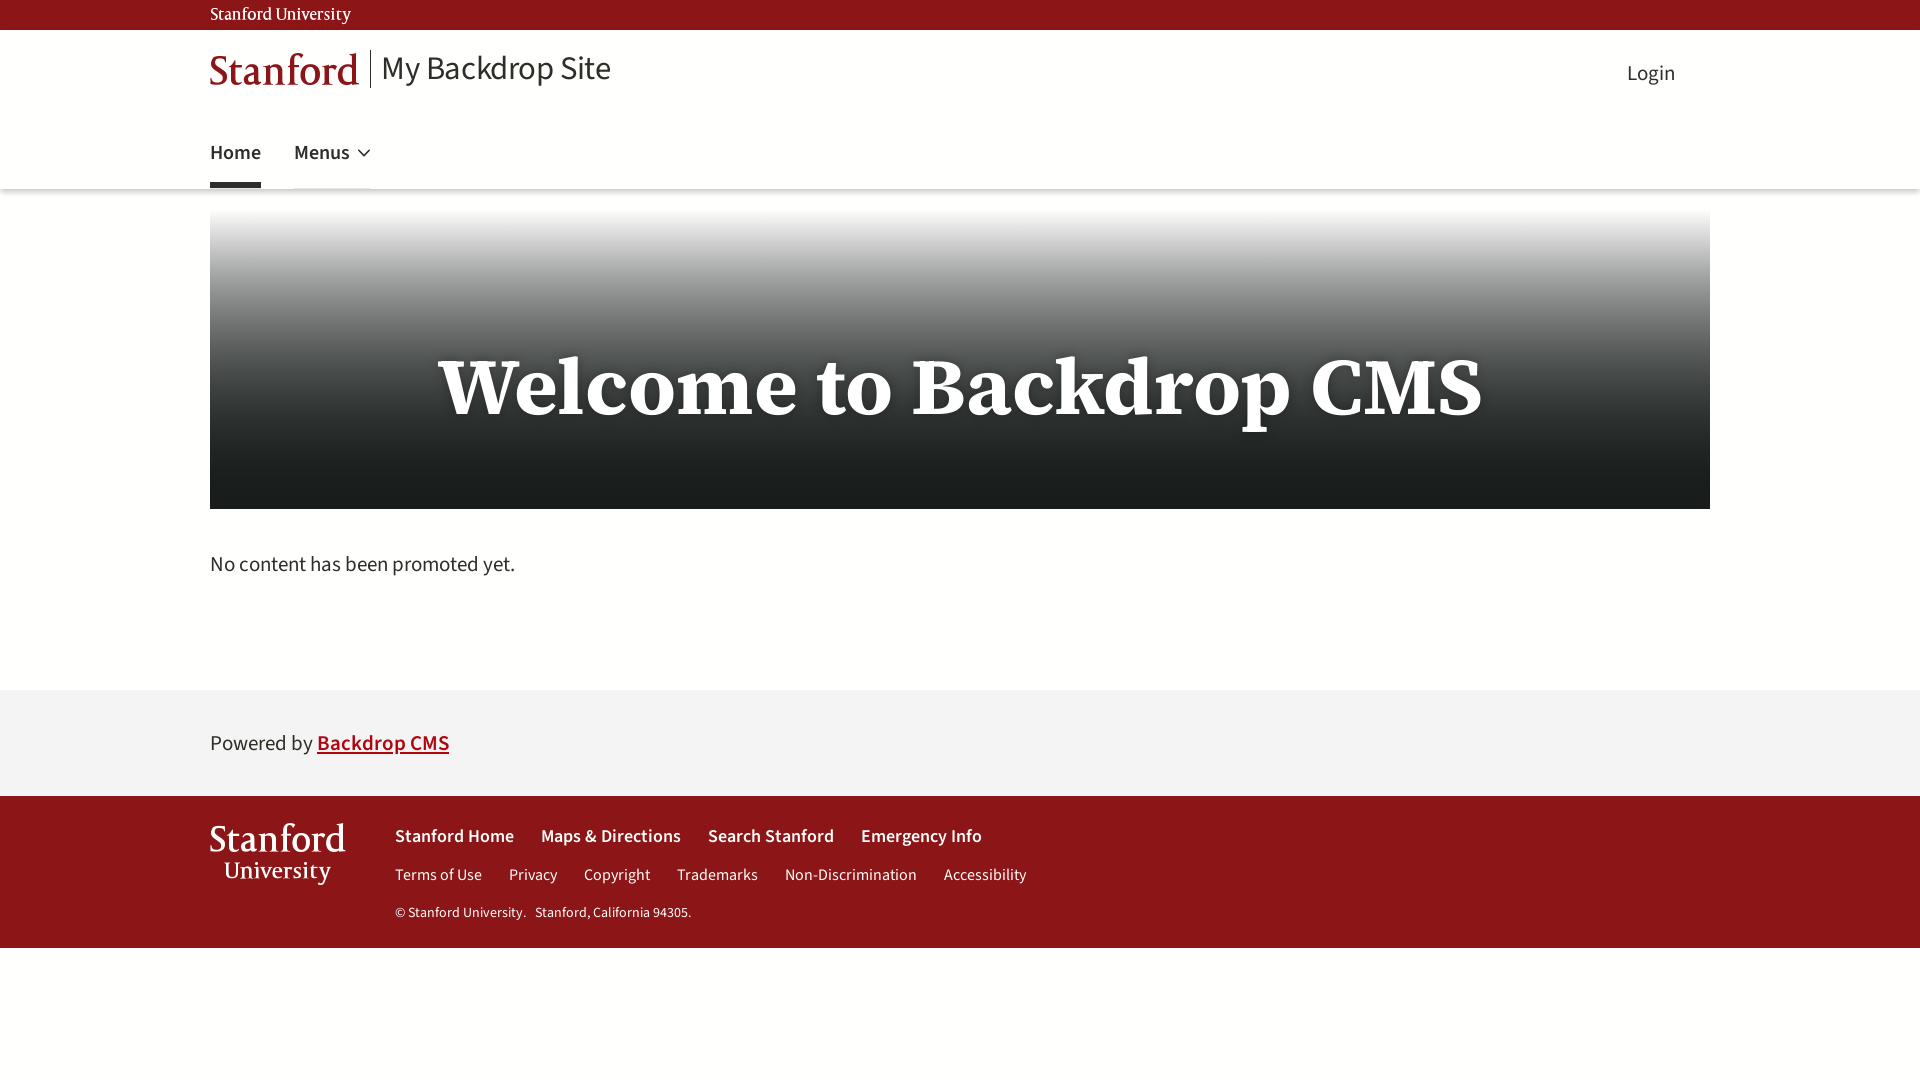 Stanford University
Stanford My Backdrop Site
Login
Home Menus
Welcome to Backdrop CMS
No content has been promoted yet.
Powered by Backdrop CMS
Stanford University
Stanford Home Maps & Directions Search Stanford Emergency Info
Terms of Use Privacy Copyright Trademarks Non-Discrimination Accessibility
© Stanford University. Stanford, California 94305.